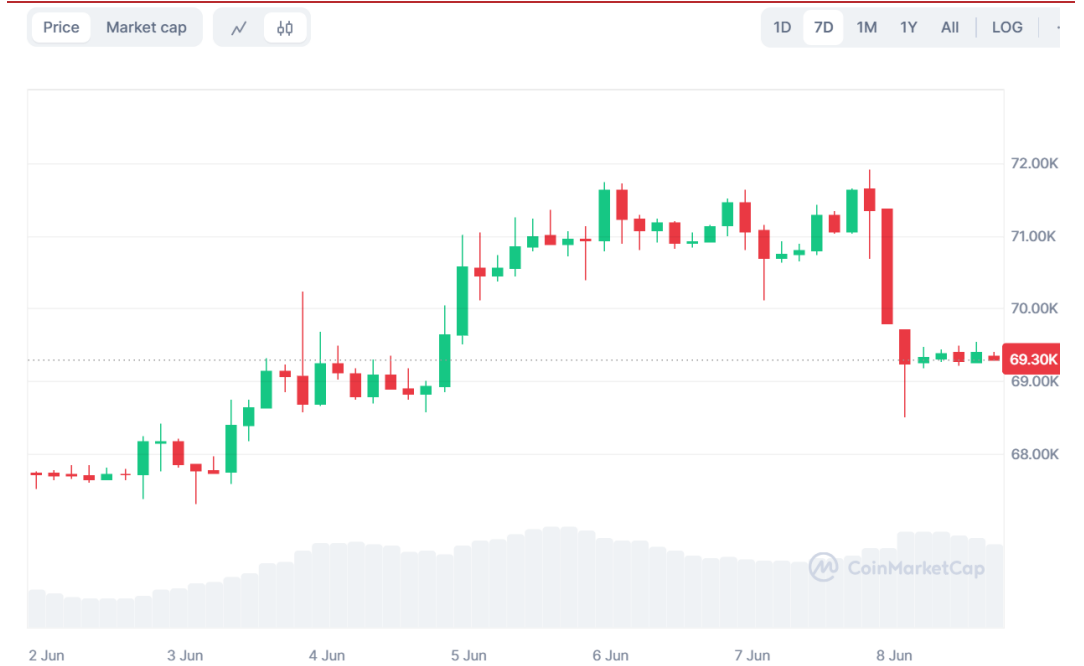 Price Market cap 1D 7D 1M 1Y All LOG
72.00K
71.00K
70.00K
69.30K
69.00K
68.00K
CoinMarketCap
2 Jun 3 Jun 4 Jun 5 Jun 6 Jun 7 Jun 8 Jun